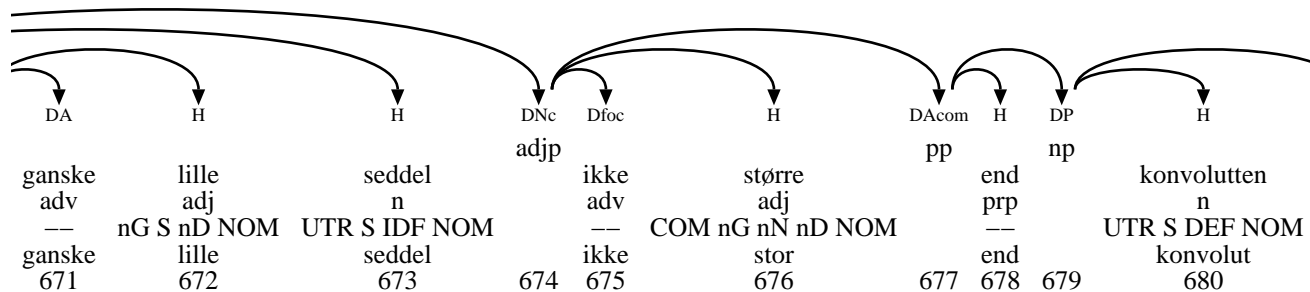 DA H H DNc Dfoc H DAcom H DP H
adjp pp np
ganske lille seddel ikke større end konvolutten
adv adj n adv adj prp n
−− nG S nD NOM UTR S IDF NOM −− COM nG nN nD NOM −− UTR S DEF NOM
ganske lille seddel ikke stor end konvolut
671 672 673 674 675 676 677 678 679 680